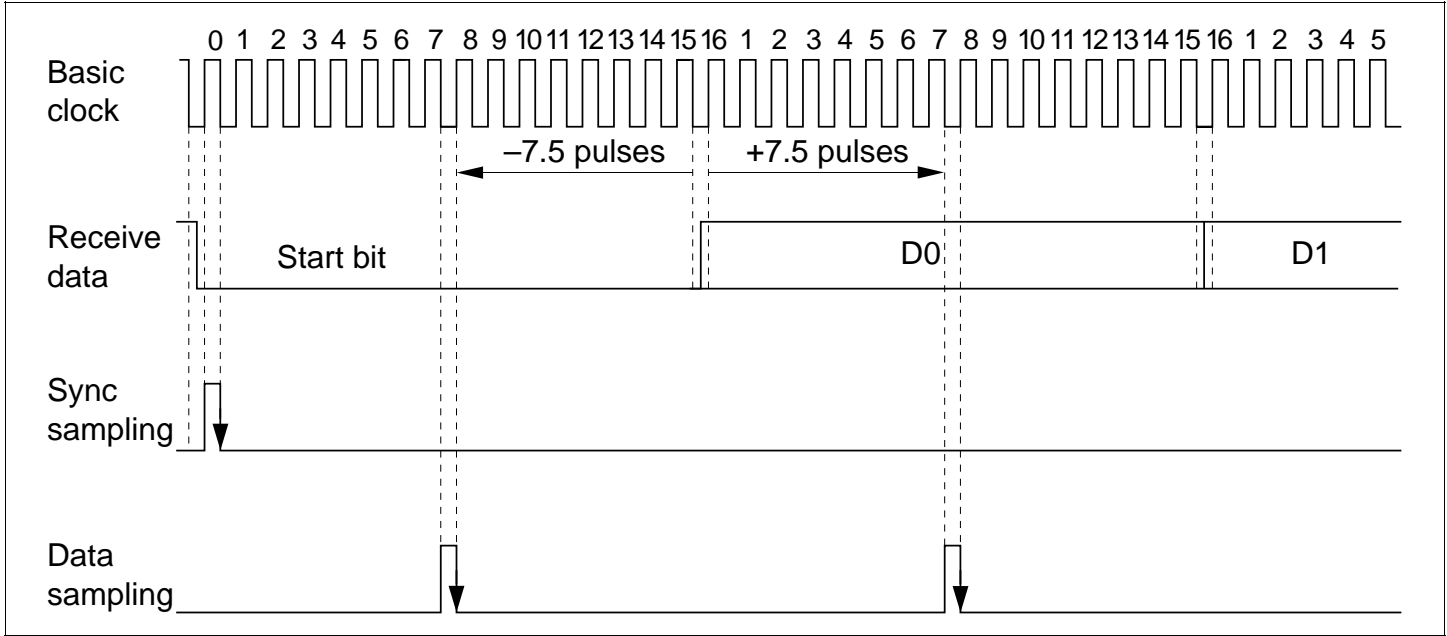 0 1 2 3 4 5 6 7 8 9 10 11 12 13 14 15 16 1 2 3 4 5 6 7 8 9 10 11 12 13 14 15 16 1 2 3 4 5
Basic
clock
–7.5 pulses +7.5 pulses
Receive
data
Start bit D0 D1
Sync
sampling
Data
sampling